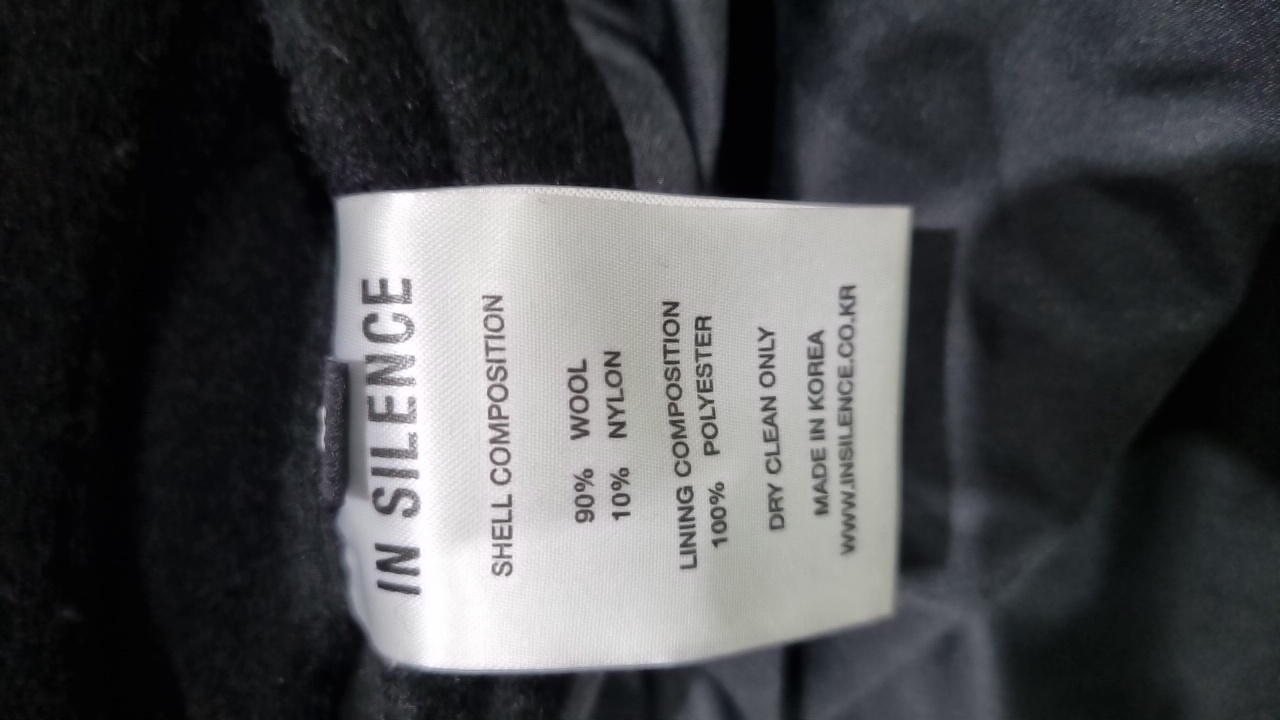 IN SILENCE
SHELL COMPOSITION
90% WOOL
10% NYLON
LINING COMPOSITION
100% POLYESTER
DRY CLEAN ONLY
MADE IN KOREA
WWW.INSILENCE.CO.KR